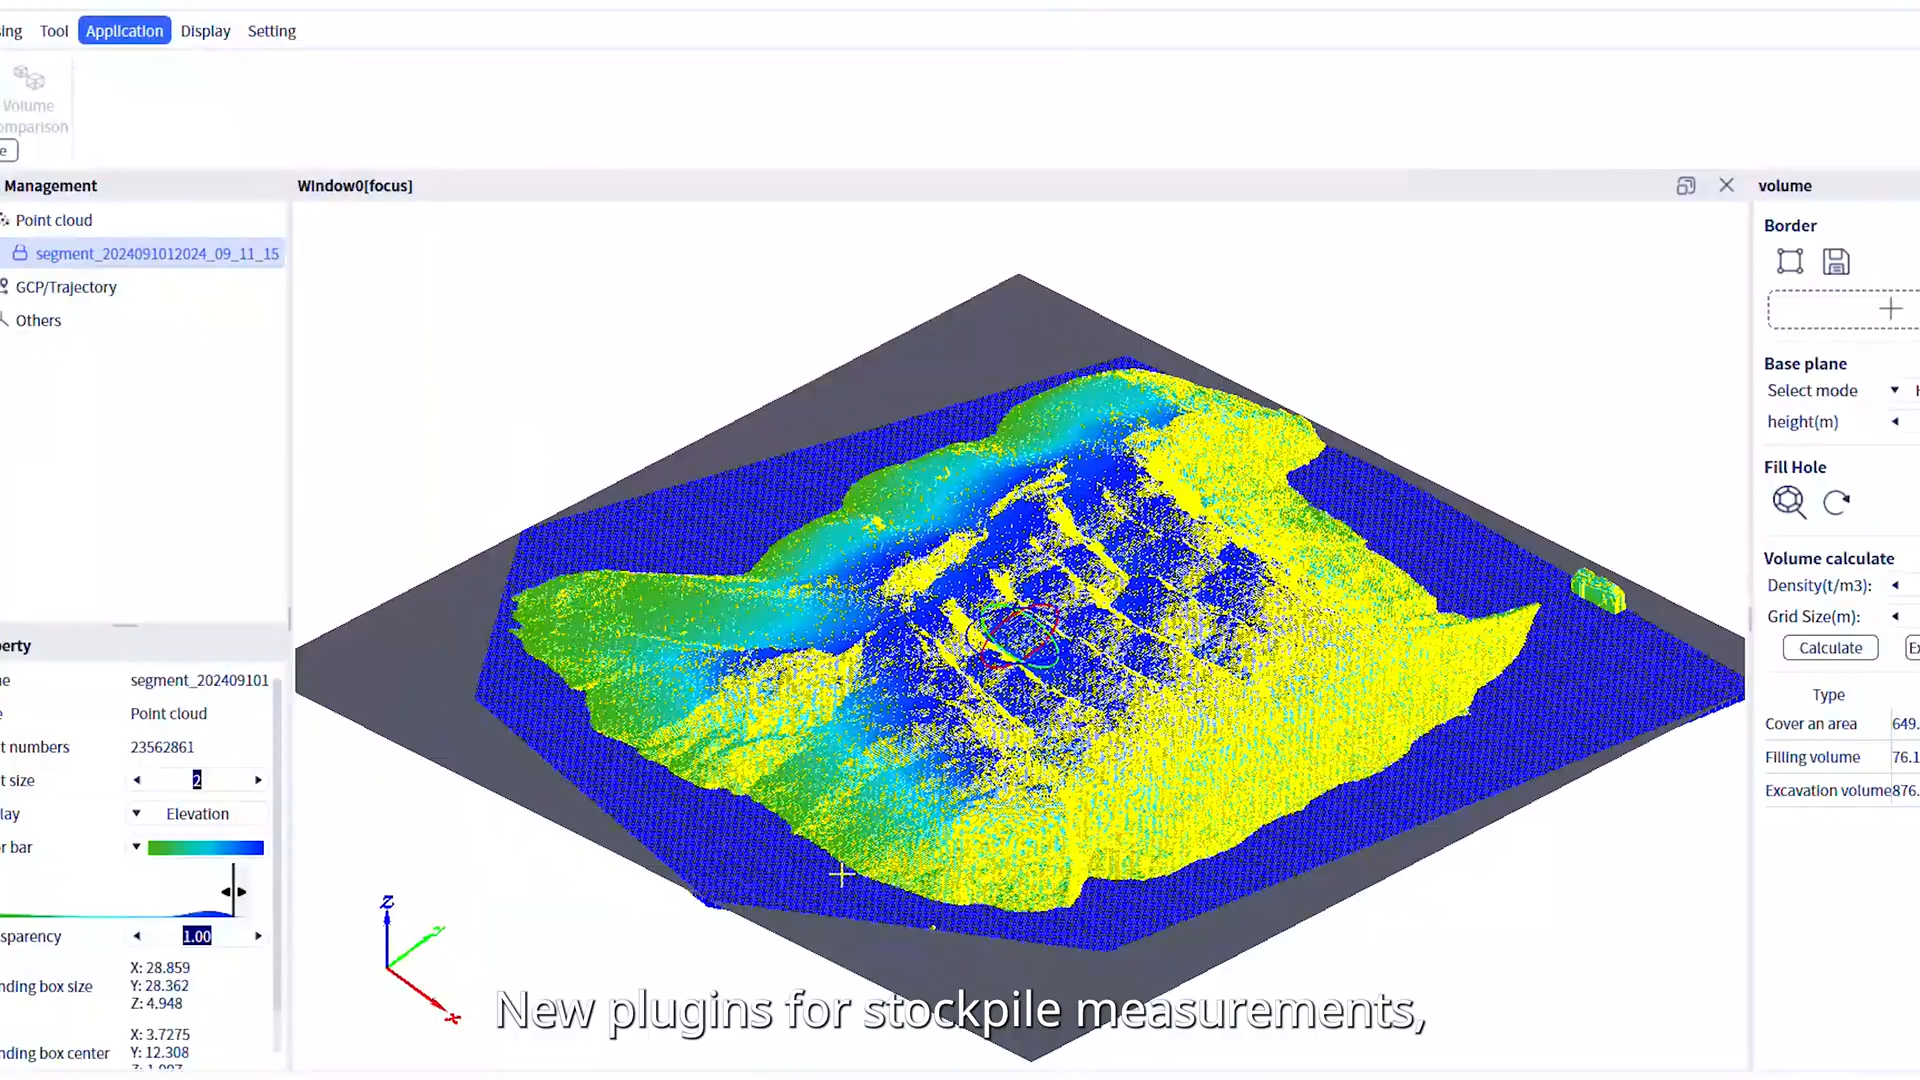 ing Tool Application Display Setting
Volume
omparison
e
Management
Point cloud
segment_2024091012024_09_11_15
GCP/Trajectory
Others
WIndow0[focus]
volume
Border
Base plane
Select mode
height(m)
Fill Hole
Volume calculate
Density(t/m3):
Grid Size(m):
Calculate Ex
Type
Cover an area 649.
Filling volume 76.1
Excavation volume 876.
erty
e segment_202409101
e Point cloud
t numbers 23562861
t size 2
lay Elevation
r bar
sparency 1.00
X: 28.859
nding box size Y: 28.362
Z: 4.948
X: 3.7275
nding box center Y: 12.308
Z
x
New plugins for stockpile measurements,